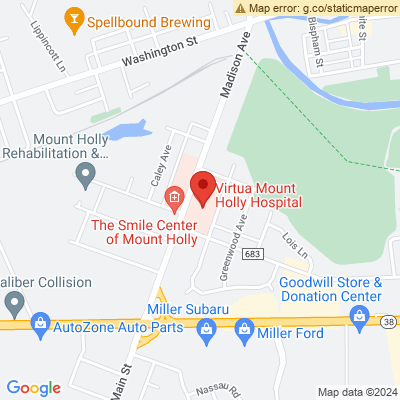 Map error: g.co/staticmaperror
Spellbound Brewing
Lippincott Ln
Washington St
Madison Ave
Bispham St
Mount Holly
Rehabilitation &...
Caley Ave
Virtua Mount
Holly Hospital
The Smile Center
of Mount Holly
Greenwood Ave
Lois Ln
683
Goodwill Store &
Donation Center
aliber Collision
Miller Subaru
38
AutoZone Auto Parts
Miller Ford
Main St
Nassau Rd
Google
Map data ©2024